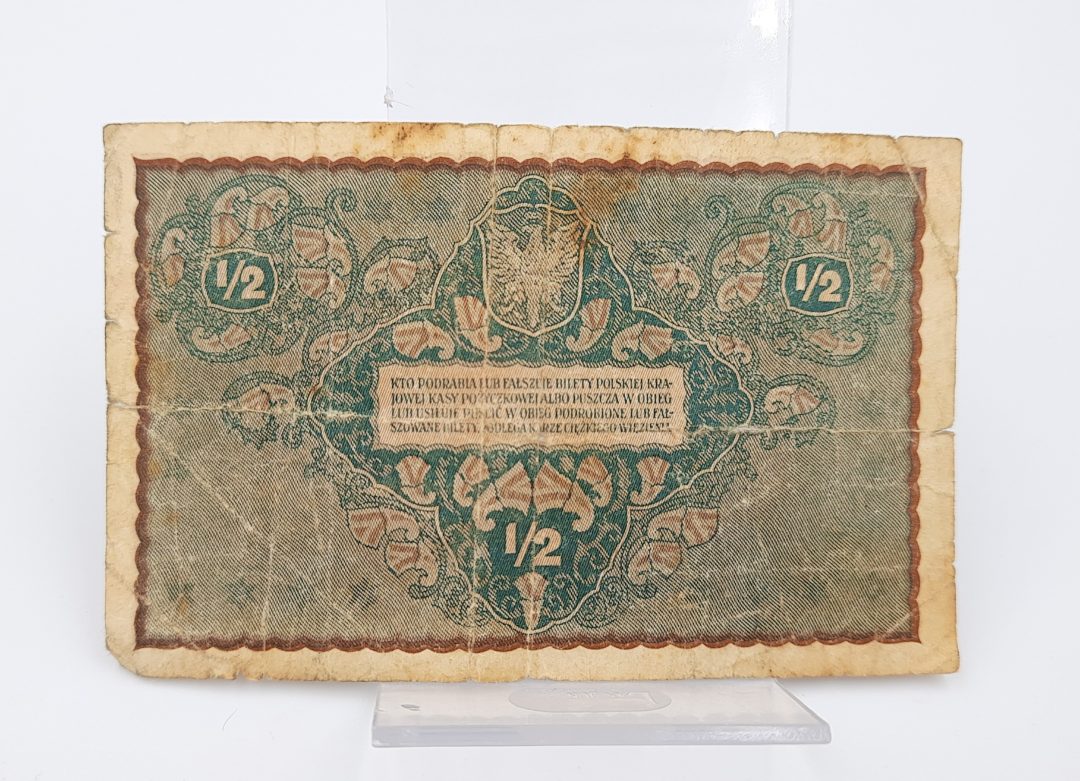 1/2 1/2
KTO PODRABIA LUB FAŁSZUJE BILETY POLSKIEJ KRA-
JOWEJ KASY POŻYCZKOWEJ ALBO PUSZCZA W OBIEG
LUB USIŁUJE PUŚCIĆ W OBIEG PODROBIONE LUB FAŁ-
SZOWANE BILETY, PODLEGA KARZE CIĘŻKIEGO WIĘZIENIA.
1/2